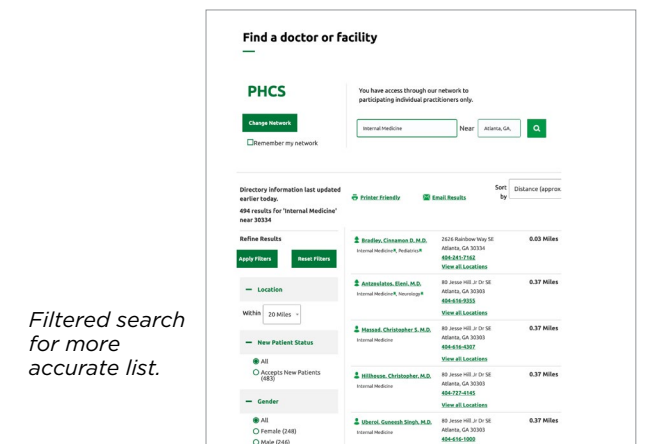 Find a doctor or facility
PHCS
You have access through our network to
participating individual practitioners only.
Change Network
Remember my network
Internal Medicine
Near
Atlanta, GA,
Directory information last updated
earlier today.
494 results for 'Internal Medicine'
near 30334
Printer Friendly
Email Results
Sort
by
Distance (approx.
Refine Results
Apply Filters
Reset Filters
Location
Within
20 Miles
New Patient Status
All
Accepts New Patients
(483)
Gender
All
Female (248)
Male (246)
Bradley, Cinnamon D, M.D.
Internal Medicine, Pediatrics
2626 Rainbow Way SE
Atlanta, GA 30334
404-241-7162
View all Locations
0.03 Miles
Antzoulatos, Eleni, M.D.
Internal Medicine, Neurology
80 Jesse Hill Jr Dr SE
Atlanta, GA 30303
404-616-9355
View all Locations
0.37 Miles
Massad, Christopher S, M.D.
Internal Medicine
80 Jesse Hill Jr Dr SE
Atlanta, GA 30303
404-616-4307
View all Locations
0.37 Miles
Hillhouse, Christopher, M.D.
Internal Medicine
80 Jesse Hill Jr Dr SE
Atlanta, GA 30303
404-727-4145
View all Locations
0.37 Miles
Uberoi, Guneesh Singh, M.D.
Internal Medicine
80 Jesse Hill Jr Dr SE
Atlanta, GA 30303
404-616-1000
0.37 Miles
Filtered search
for more
accurate list.